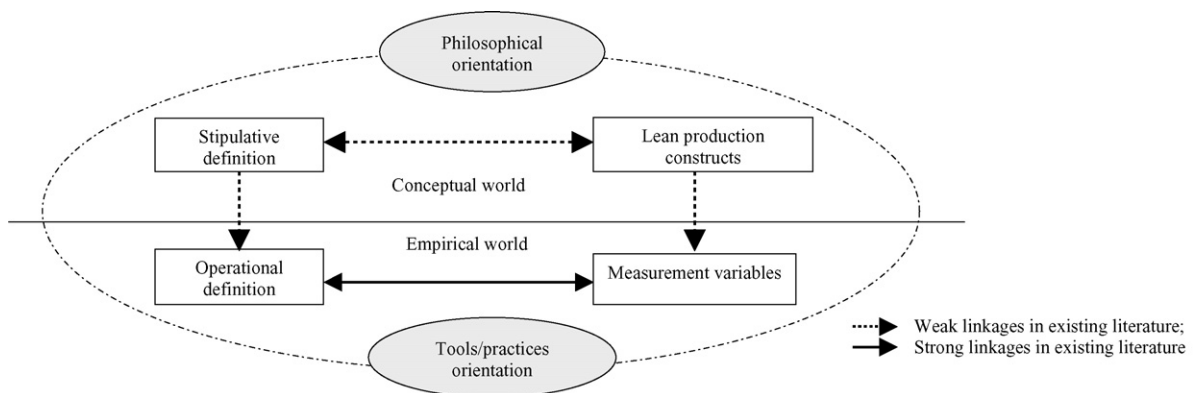 Philosophical
orientation
Stipulative
definition
Lean production
constructs
Conceptual world
Empirical world
Operational
definition
Measurement variables
Weak linkages in existing literature;
Strong linkages in existing literature
Tools/practices
orientation